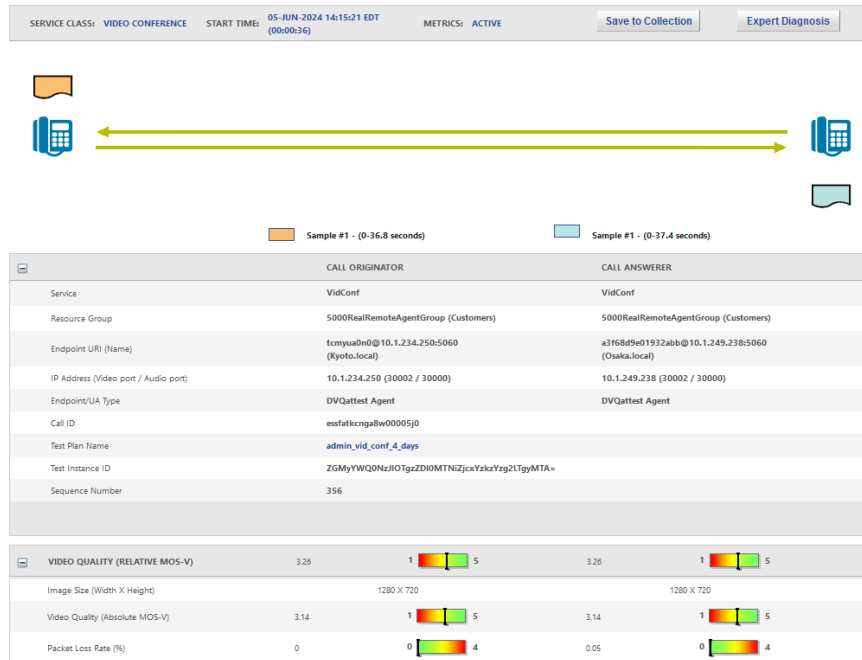 SERVICE CLASS: VIDEO CONFERENCE START TIME: 05-JUN-2024 14:15:21 EDT (00:00:36) METRICS: ACTIVE Save to Collection Expert Diagnosis
Sample #1 - (0-36.8 seconds) Sample #1 - (0-37.4 seconds)
CALL ORIGINATOR CALL ANSWERER
Service VidConf VidConf
Resource Group 5000RealRemoteAgentGroup (Customers) 5000RealRemoteAgentGroup (Customers)
Endpoint URI (Name) tcmyua0n0@10.1.234.250:5060 (Kyoto.local) a3f68d9e01932abb@10.1.249.238:5060 (Osaka.local)
IP Address (Video port / Audio port) 10.1.234.250 (30002 / 30000) 10.1.249.238 (30002 / 30000)
Endpoint/UA Type DVQattest Agent DVQattest Agent
Call ID essfatkcnga8w00005j0
Test Plan Name admin_vid_conf_4_days
Test Instance ID ZGMyYWQ0NzJlOTgzZDI0MTNiZjcxYzkzYzg2LTgyMTA=
Sequence Number 356
VIDEO QUALITY (RELATIVE MOS-V) 3.26 1 5 3.26 1 5
Image Size (Width X Height) 1280 X 720 1280 X 720
Video Quality (Absolute MOS-V) 3.14 1 5 3.14 1 5
Packet Loss Rate (%) 0 0 4 0.05 0 4